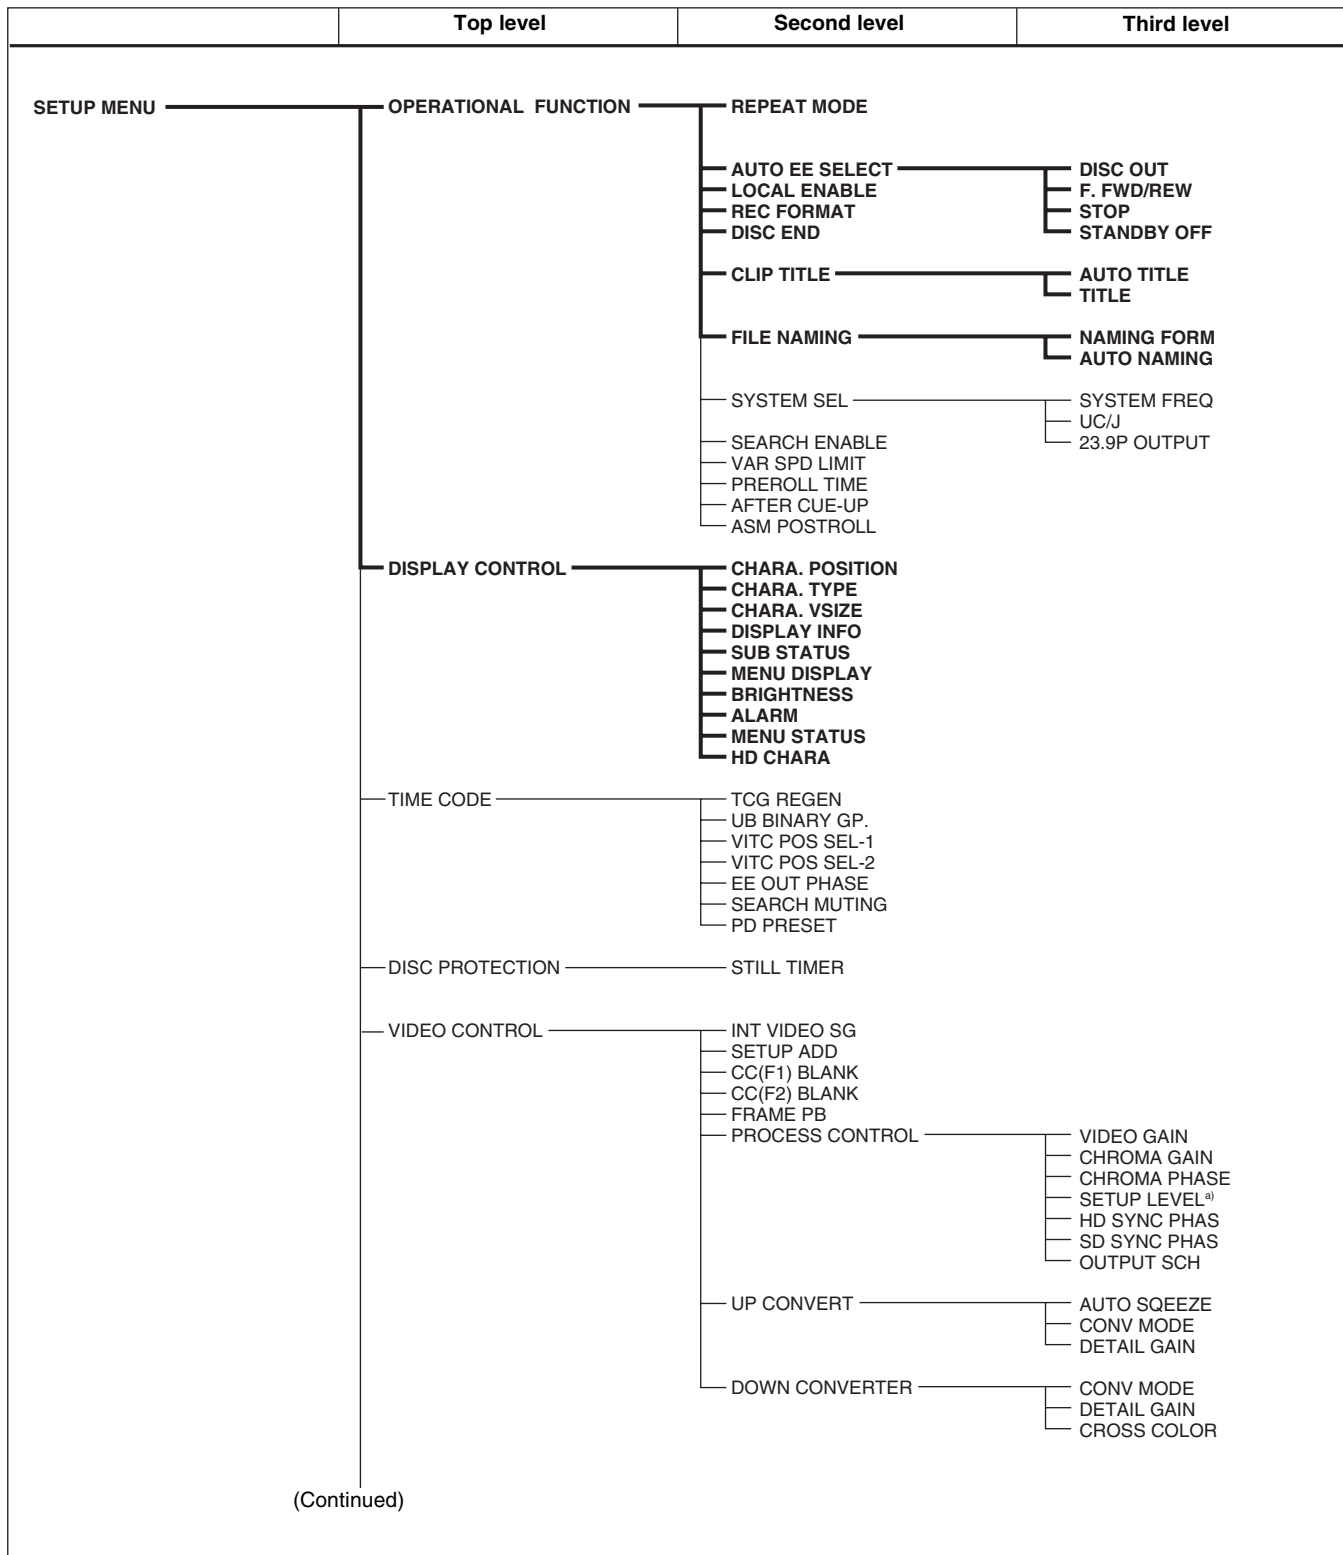 Top level Second level Third level
SETUP MENU OPERATIONAL FUNCTION REPEAT MODE
AUTO EE SELECT DISC OUT
LOCAL ENABLE F. FWD/REW
REC FORMAT STOP
DISC END STANDBY OFF
CLIP TITLE AUTO TITLE
TITLE
FILE NAMING NAMING FORM
AUTO NAMING
SYSTEM SEL SYSTEM FREQ
UC/J
SEARCH ENABLE 23.9P OUTPUT
VAR SPD LIMIT
PREROLL TIME
AFTER CUE-UP
ASM POSTROLL
DISPLAY CONTROL CHARA. POSITION
CHARA. TYPE
CHARA. VSIZE
DISPLAY INFO
SUB STATUS
MENU DISPLAY
BRIGHTNESS
ALARM
MENU STATUS
HD CHARA
TIME CODE TCG REGEN
UB BINARY GP.
VITC POS SEL-1
VITC POS SEL-2
EE OUT PHASE
SEARCH MUTING
PD PRESET
DISC PROTECTION STILL TIMER
VIDEO CONTROL INT VIDEO SG
SETUP ADD
CC(F1) BLANK
CC(F2) BLANK
FRAME PB
PROCESS CONTROL VIDEO GAIN
CHROMA GAIN
CHROMA PHASE
SETUP LEVEL a)
HD SYNC PHAS
SD SYNC PHAS
OUTPUT SCH
UP CONVERT AUTO SQEEZE
CONV MODE
DETAIL GAIN
DOWN CONVERTER CONV MODE
DETAIL GAIN
CROSS COLOR
(Continued)